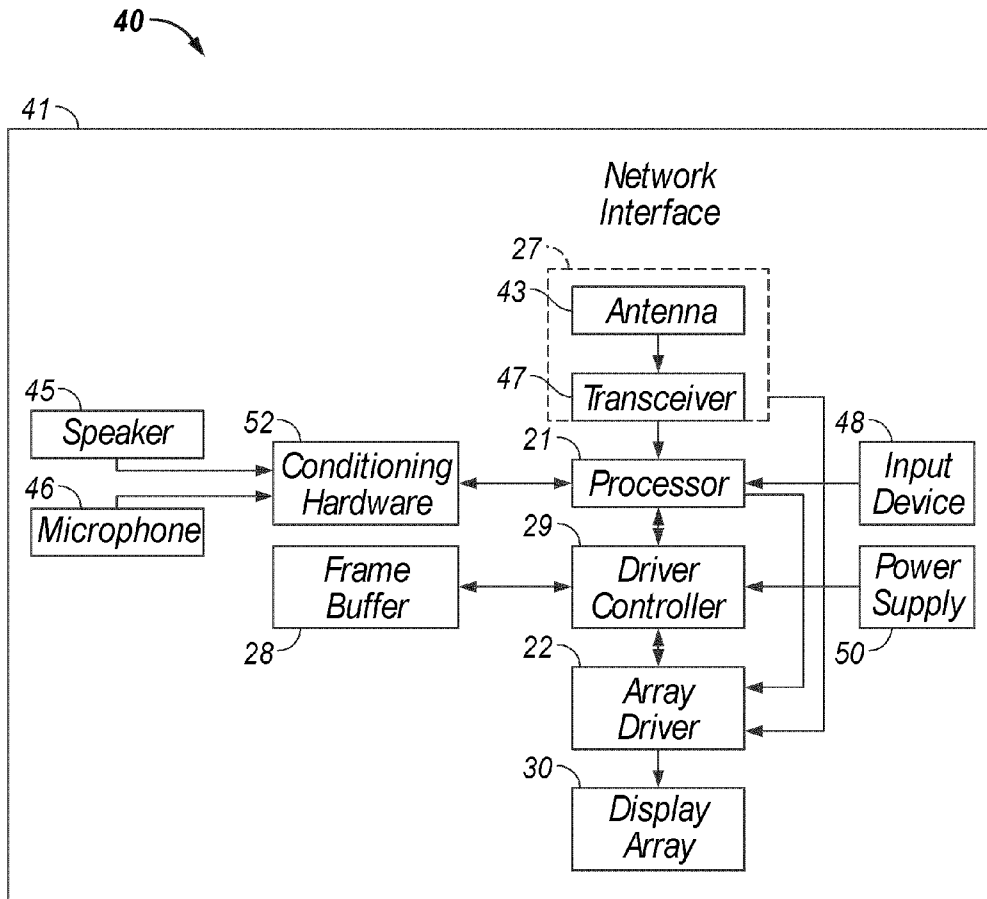 40
41
Network
Interface
27
43
Antenna
47
Transceiver
45
Speaker
46
Microphone
52
Conditioning
Hardware
21
Processor
48
Input
Device
Frame
Buffer
28
29
Driver
Controller
Power
Supply
50
22
Array
Driver
30
Display
Array